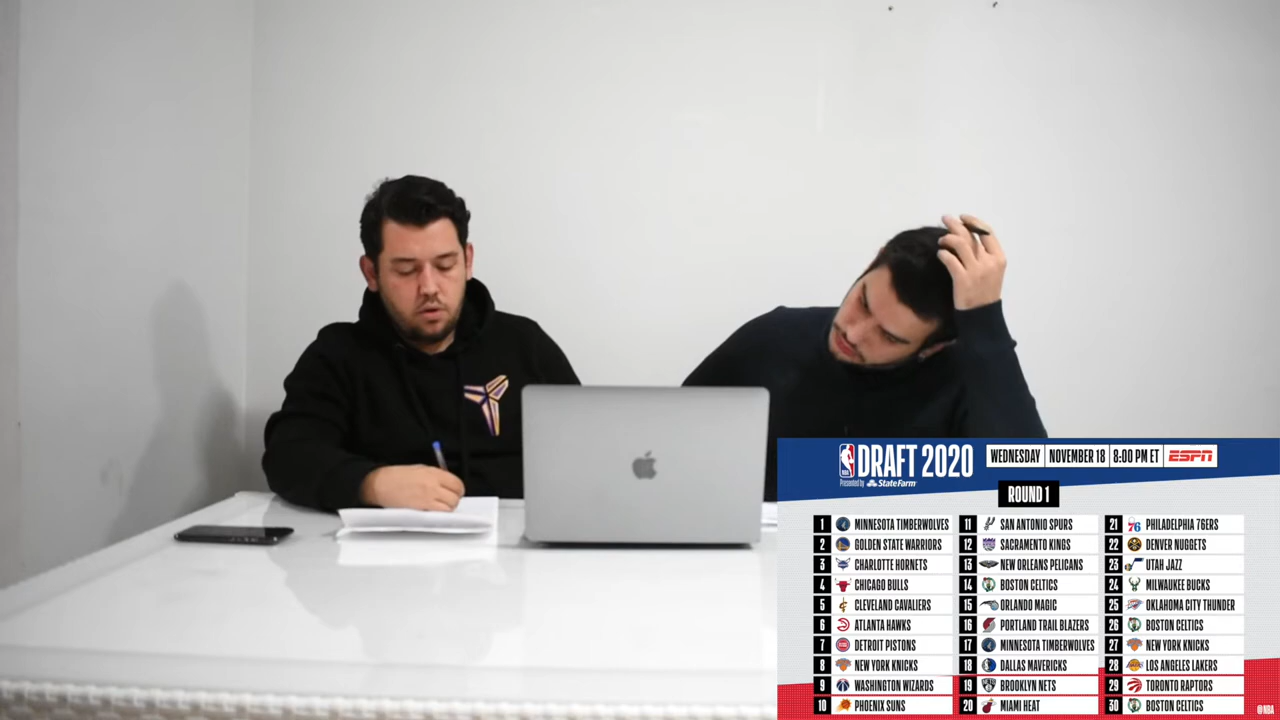 NBA DRAFT 2020 WEDNESDAY NOVEMBER 18 8:00 PM ET ESPN
Presented by StateFarm
ROUND 1
1 MINNESOTA TIMBERWOLVES
2 GOLDEN STATE WARRIORS
3 CHARLOTTE HORNETS
4 CHICAGO BULLS
5 CLEVELAND CAVALIERS
6 ATLANTA HAWKS
7 DETROIT PISTONS
8 NEW YORK KNICKS
9 WASHINGTON WIZARDS
10 PHOENIX SUNS
11 SAN ANTONIO SPURS
12 SACRAMENTO KINGS
13 NEW ORLEANS PELICANS
14 BOSTON CELTICS
15 ORLANDO MAGIC
16 PORTLAND TRAIL BLAZERS
17 MINNESOTA TIMBERWOLVES
18 DALLAS MAVERICKS
19 BROOKLYN NETS
20 MIAMI HEAT
21 PHILADELPHIA 76ERS
22 DENVER NUGGETS
23 UTAH JAZZ
24 MILWAUKEE BUCKS
25 OKLAHOMA CITY THUNDER
26 BOSTON CELTICS
27 NEW YORK KNICKS
28 LOS ANGELES LAKERS
29 TORONTO RAPTORS
30 BOSTON CELTICS
@NBA